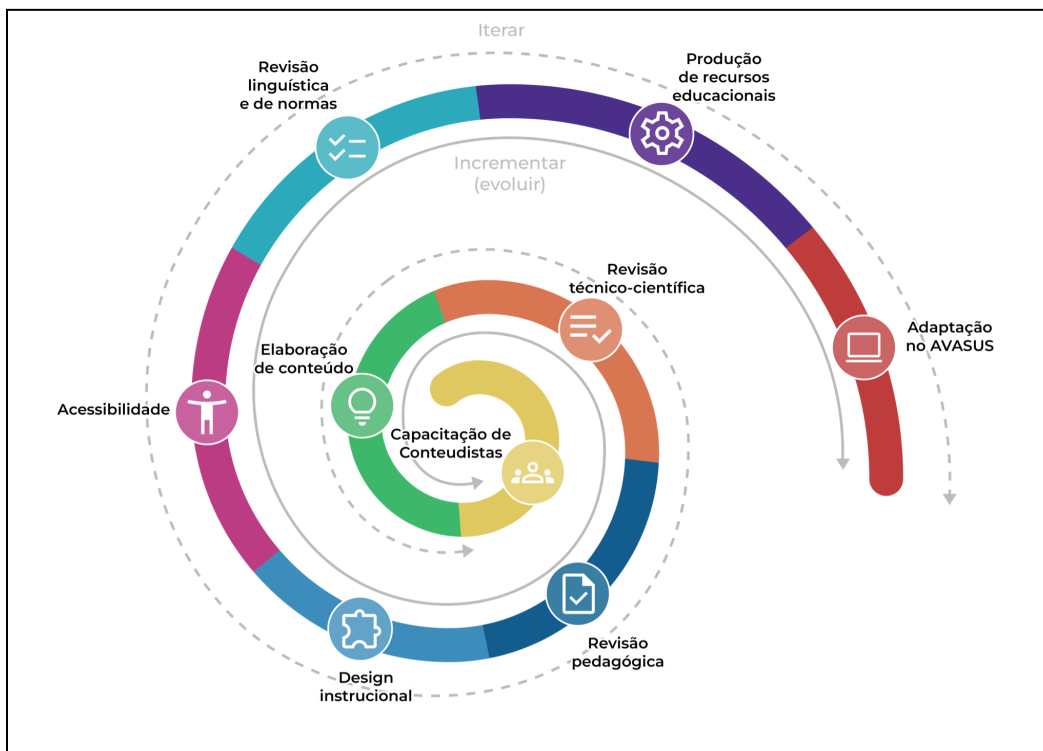 Iterar
Revisão
linguística
e de normas
Produção
de recursos
educacionais
Incrementar
(evoluir)
Revisão
técnico-científica
Adaptação
no AVASUS
Elaboração
de conteúdo
Acessibilidade
Capacitação de
Conteudistas
Revisão
pedagógica
Design
instrucional